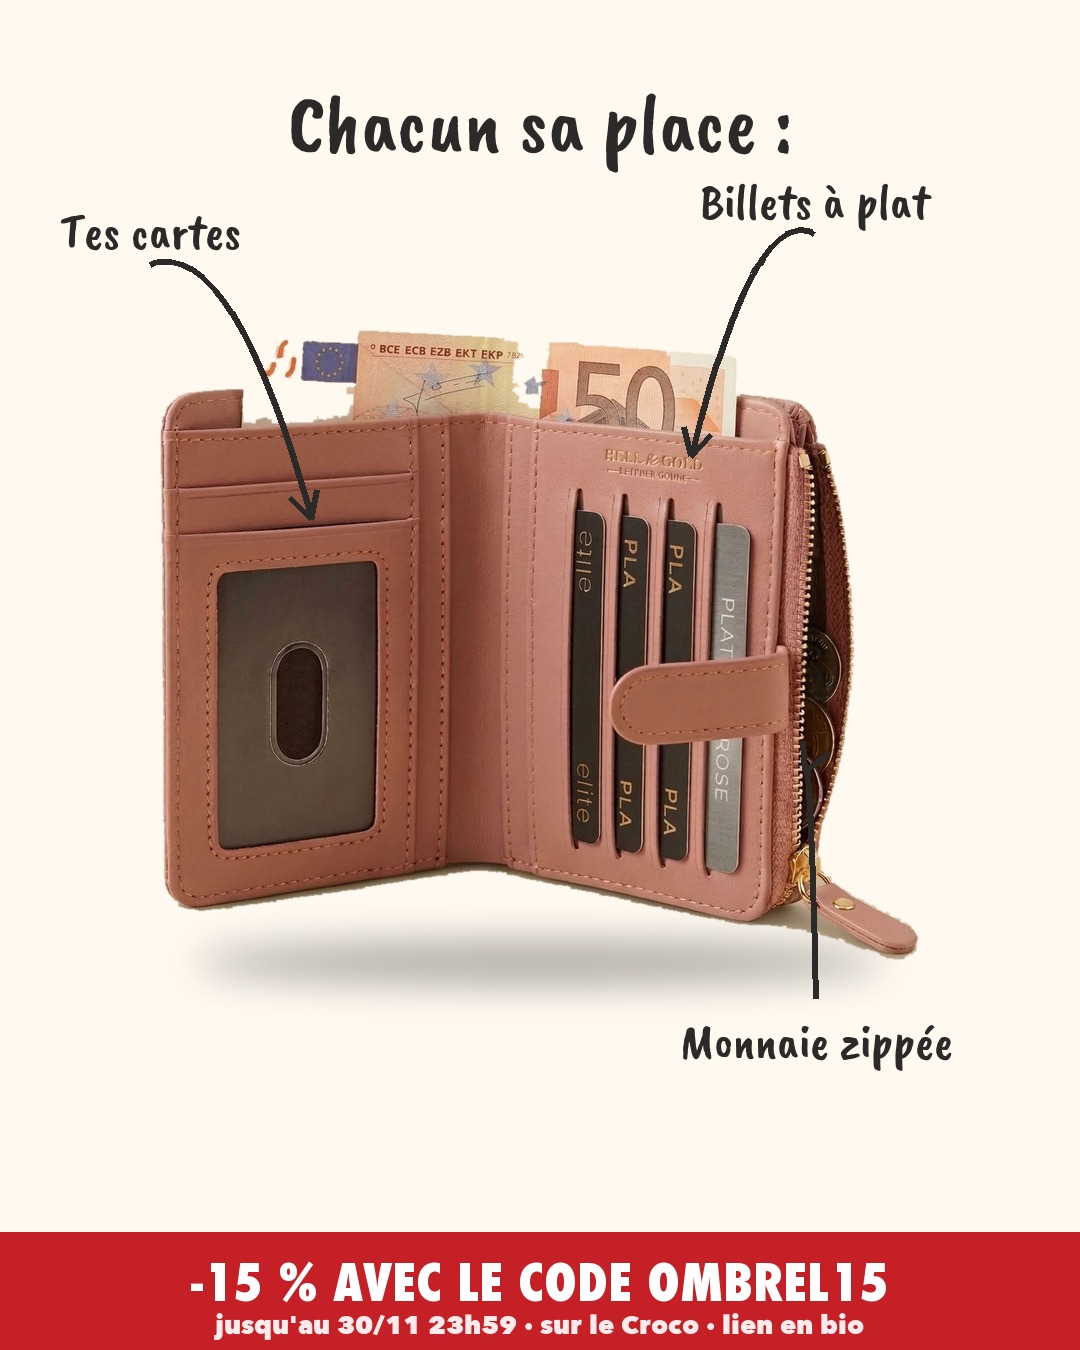 Chacun sa place :
Billets à plat
Tes cartes
BCE ECB EZB EKT EKP
50
HELL & GOLD
elite
elite
PLA
PLA
PLA
PLA
PLAT
ROSE
Monnaie zippée
-15 % AVEC LE CODE OMBREL15
jusqu'au 30/11 23h59 · sur le Croco · lien en bio